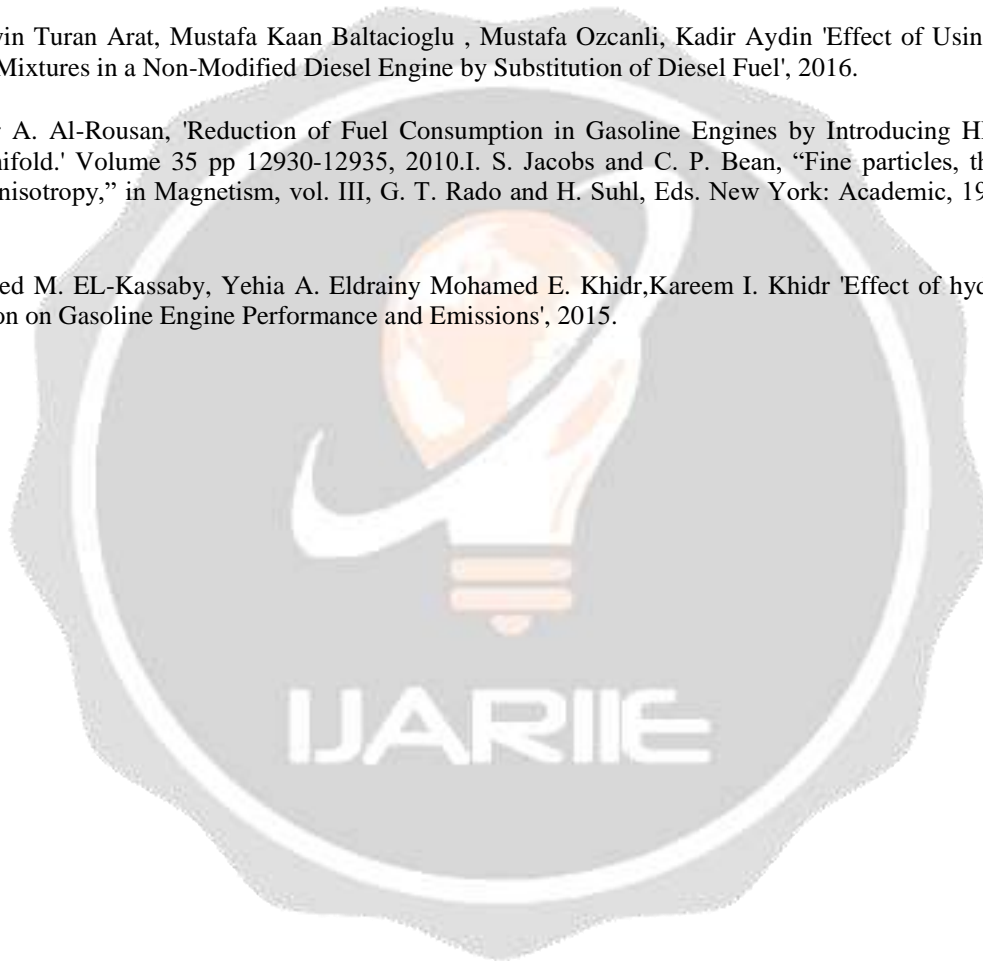 in Turan Arat, Mustafa Kaan Baltacioglu , Mustafa Ozcanli, Kadir Aydin 'Effect of Usin
Mixtures in a Non-Modified Diesel Engine by Substitution of Diesel Fuel', 2016.
A. Al-Rousan, 'Reduction of Fuel Consumption in Gasoline Engines by Introducing
ifold.' Volume 35 pp 12930-12935, 2010.I. S. Jacobs and C. P. Bean, “Fine particles, th
nisotropy,” in Magnetism, vol. III, G. T. Rado and H. Suhl, Eds. New York: Academic, 19
ed M. EL-Kassaby, Yehia A. Eldrainy Mohamed E. Khidr,Kareem I. Khidr 'Effect of hyd
on on Gasoline Engine Performance and Emissions', 2015.
IJARIIE